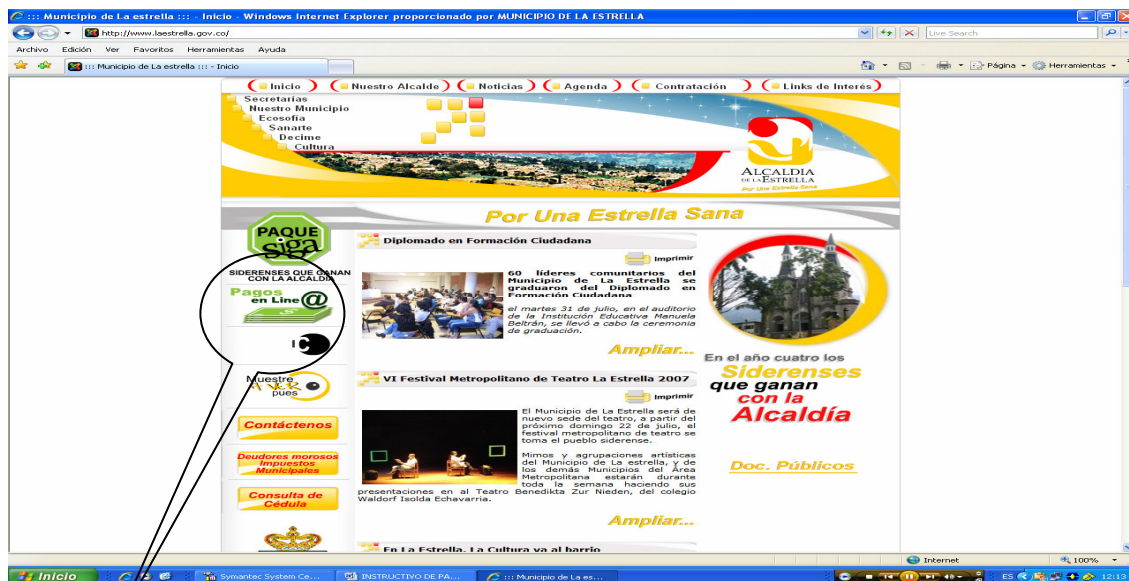 ::: Municipio de La estrella ::: - Inicio - Windows Internet Explorer proporcionado por MUNICIPIO DE LA ESTRELLA
http://www.laestrella.gov.co/
Live Search
Archivo Edición Ver Favoritos Herramientas Ayuda
::: Municipio de La estrella ::: - Inicio
Página Herramientas
Inicio Nuestro Alcalde Noticias Agenda Contratación Links de Interés
Secretarías
Nuestro Municipio
Ecosofía
Sanarte
Decime
Cultura
ALCALDIA
DE LA ESTRELLA
Por Una Estrella Sana
Por Una Estrella Sana
PAQUE
Siga
SIDERENSES QUE GANAN
CON LA ALCALDÍA
Pagos
en Line@
Muestre
A VER
pues
Contáctenos
Deudores morosos
Impuestos
Municipales
Consulta de
Cédula
Diplomado en Formación Ciudadana
Imprimir
60 líderes comunitarios del
Municipio de La Estrella se
graduaron del Diplomado en
Formación Ciudadana
el martes 31 de julio, en el auditorio
de la Institución Educativa Manuela
Beltrán, se llevó a cabo la ceremonia
de graduación.
Ampliar...
VI Festival Metropolitano de Teatro La Estrella 2007
Imprimir
El Municipio de La Estrella será de
nuevo sede del teatro, a partir del
próximo domingo 22 de julio, el
festival metropolitano de teatro se
toma el pueblo siderense.
Mimos y agrupaciones artísticas
del Municipio de La estrella, y de
los demás Municipios del Área
Metropolitana estarán durante
toda la semana haciendo sus
presentaciones en al Teatro Benedikta Zur Nieden, del colegio
Waldorf Isolda Echavarria.
Ampliar...
En La Estrella, La Cultura va al barrio
En el año cuatro los
Siderenses
que ganan
con la
Alcaldía
Doc. Públicos
Internet 100%
Inicio Symantec System Ce... INSTRUCTIVO DE PA... ::: Municipio de La es... ES 12:13